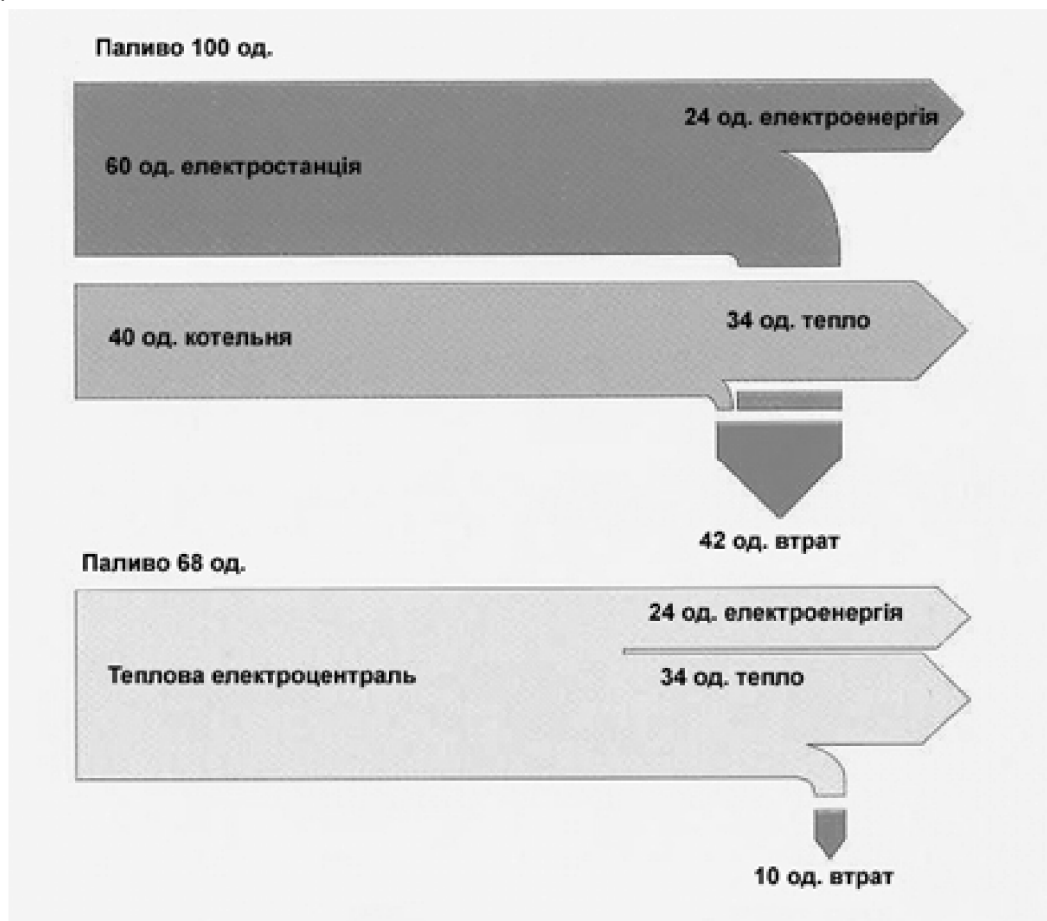 Паливо 100 од.
24 од. електроенергія
60 од. електростанція
34 од. тепло
40 од. котельня
42 од. втрат
Паливо 68 од.
24 од. електроенергія
Теплова електроцентраль
34 од. тепло
10 од. втрат